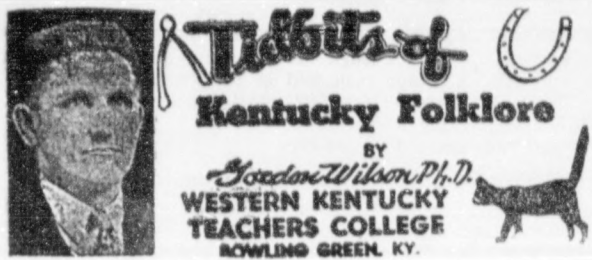 Tidbits of
Kentucky Folklore
BY
Gordon Wilson Ph.D.
WESTERN KENTUCKY
TEACHERS COLLEGE
BOWLING GREEN, KY.